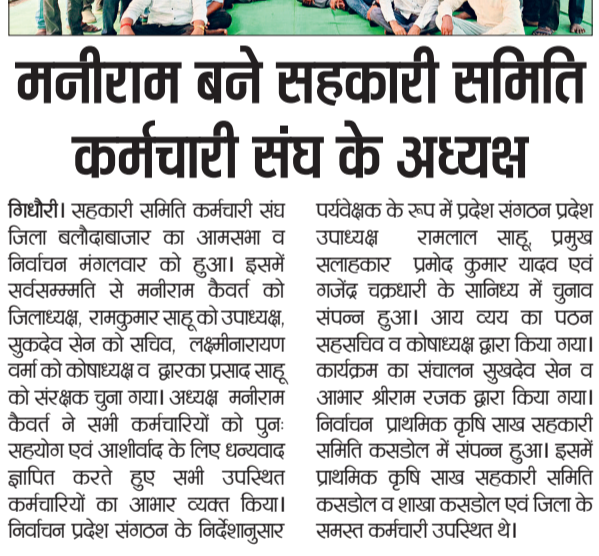 मनीराम बने सहकारी समिति
कर्मचारी संघ के अध्यक्ष
गिधौरी। सहकारी समिति कर्मचारी संघ
जिला बलौदाबाजार का आमसभा व
निर्वाचन मंगलवार को हुआ। इसमें
सर्वसम्म्मति से मनीराम कैवर्त को
जिलाध्यक्ष, रामकुमार साहू को उपाध्यक्ष,
सुकदेव सेन को सचिव, लक्ष्मीनारायण
वर्मा को कोषाध्यक्ष व द्वारका प्रसाद साहू
को संरक्षक चुना गया। अध्यक्ष मनीराम
कैवर्त ने सभी कर्मचारियों को पुनः
सहयोग एवं आशीर्वाद के लिए धन्यवाद
ज्ञापित करते हुए सभी उपस्थित
कर्मचारियों का आभार व्यक्त किया।
निर्वाचन प्रदेश संगठन के निर्देशानुसार
पर्यवेक्षक के रूप में प्रदेश संगठन प्रदेश
उपाध्यक्ष रामलाल साहू, प्रमुख
सलाहकार प्रमोद कुमार यादव एवं
गजेंद्र चक्रधारी के सानिध्य में चुनाव
संपन्न हुआ। आय व्यय का पठन
सहसचिव व कोषाध्यक्ष द्वारा किया गया।
कार्यक्रम का संचालन सुखदेव सेन व
आभार श्रीराम रजक द्वारा किया गया।
निर्वाचन प्राथमिक कृषि साख सहकारी
समिति कसडोल में संपन्न हुआ। इसमें
प्राथमिक कृषि साख सहकारी समिति
कसडोल व शाखा कसडोल एवं जिला के
समस्त कर्मचारी उपस्थित थे।